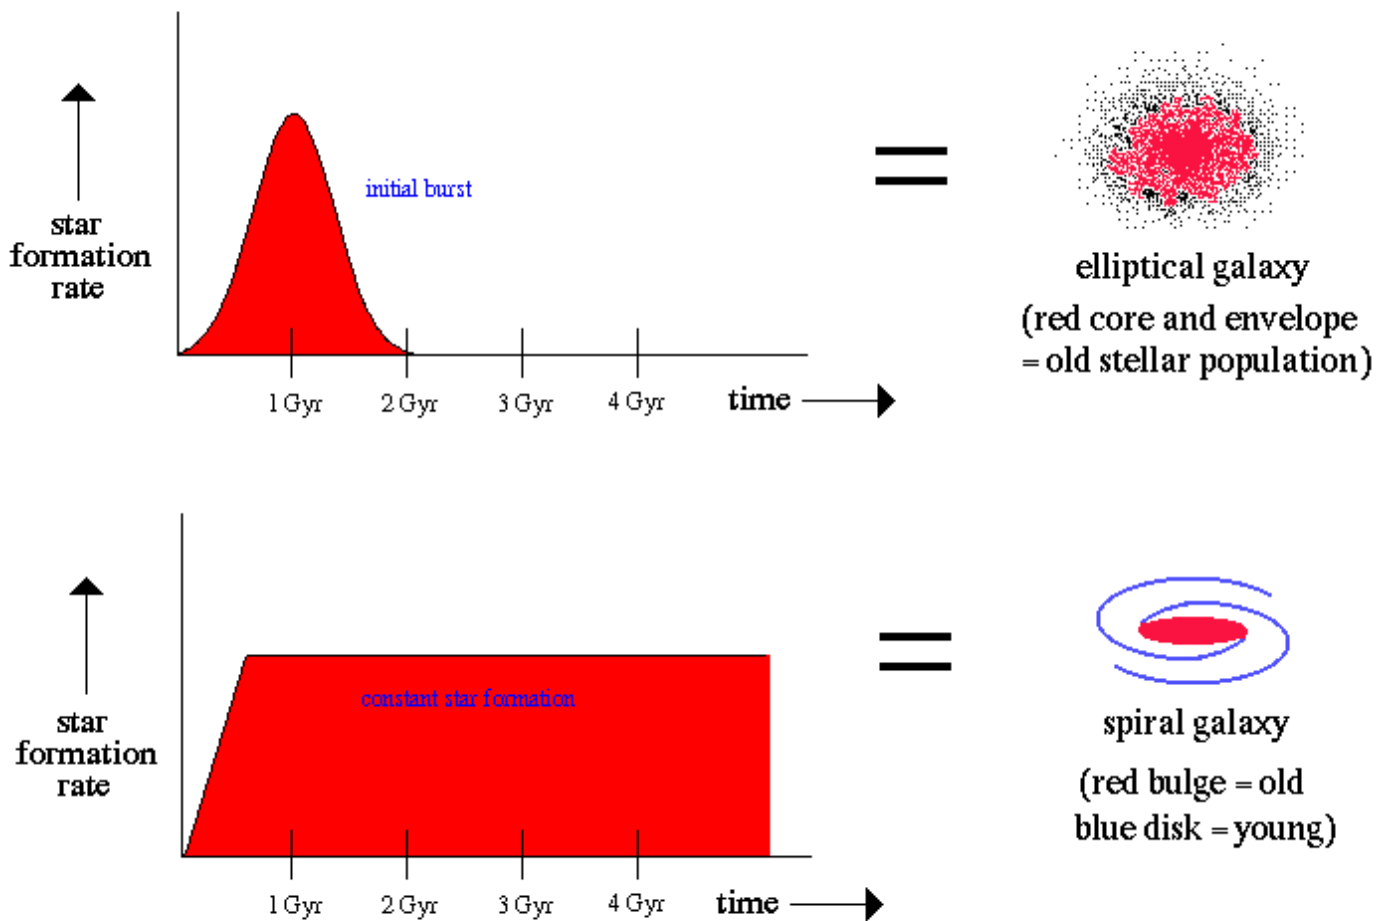 star
formation
rate
initial burst
1 Gyr
2 Gyr
3 Gyr
4 Gyr
time
=
elliptical galaxy
(red core and envelope
= old stellar population)
star
formation
rate
constant star formation
1 Gyr
2 Gyr
3 Gyr
4 Gyr
time
=
spiral galaxy
(red bulge = old
blue disk = young)